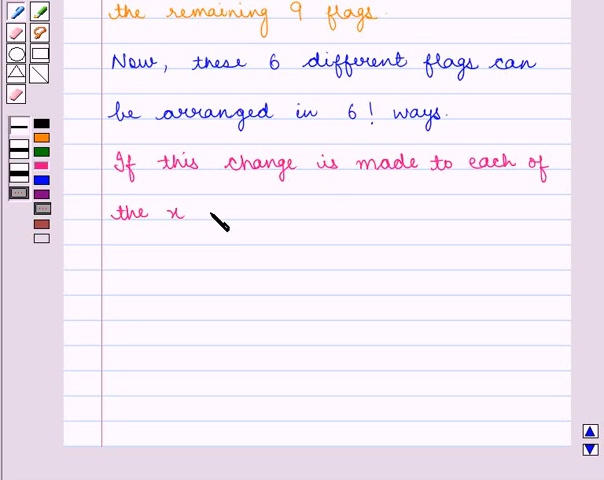 the remaining 9 flags.
Now, these 6 different flags can
be arranged in 6! ways.
If this change is made to each of
the x